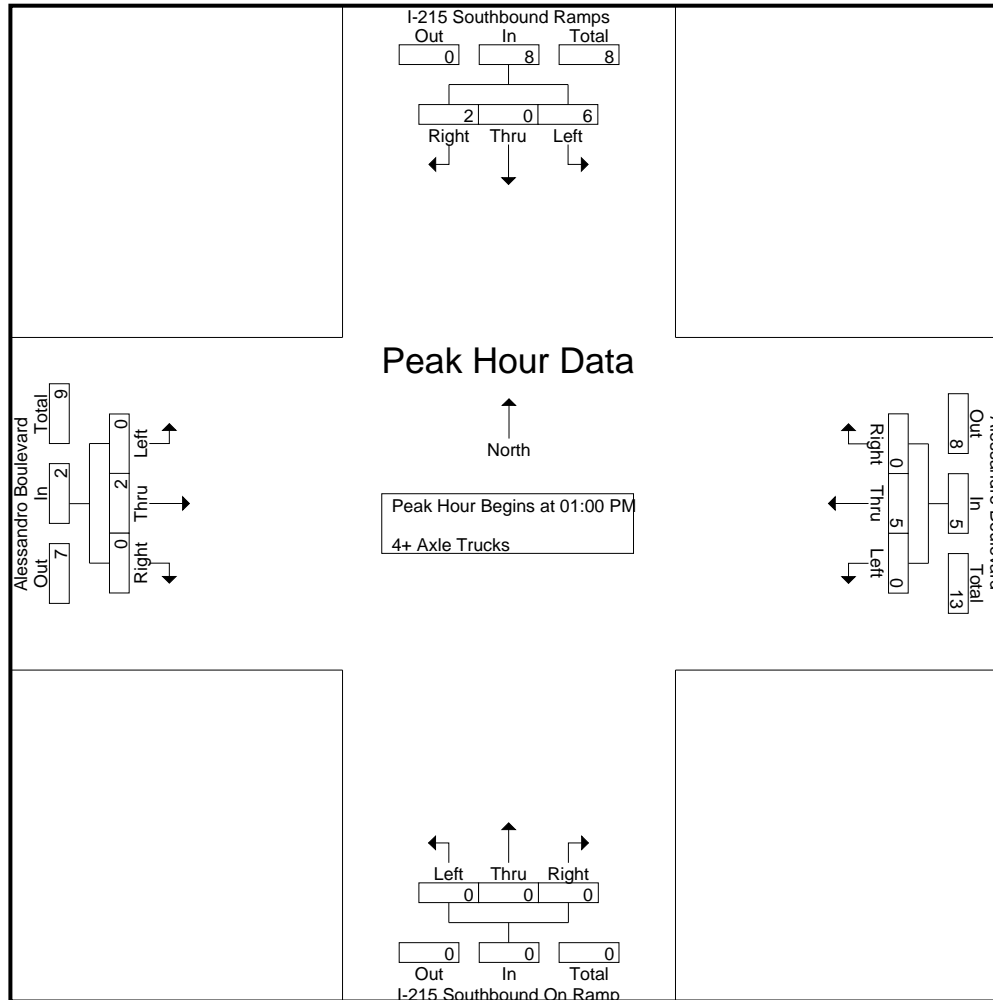 I-215 Southbound Ramps
Out In Total
0 8 8
2 0 6
Right Thru Left
Peak Hour Data
North
Peak Hour Begins at 01:00 PM
4+ Axle Trucks
Alessandro Boulevard
Out In Total
7 2 9
Right Thru Left
0 2 0
Right Thru Left
0 5 0
Out In Total
8 5 13
Left Thru Right
0 0 0
0 0 0
Out In Total
I-215 Southbound On Ramp